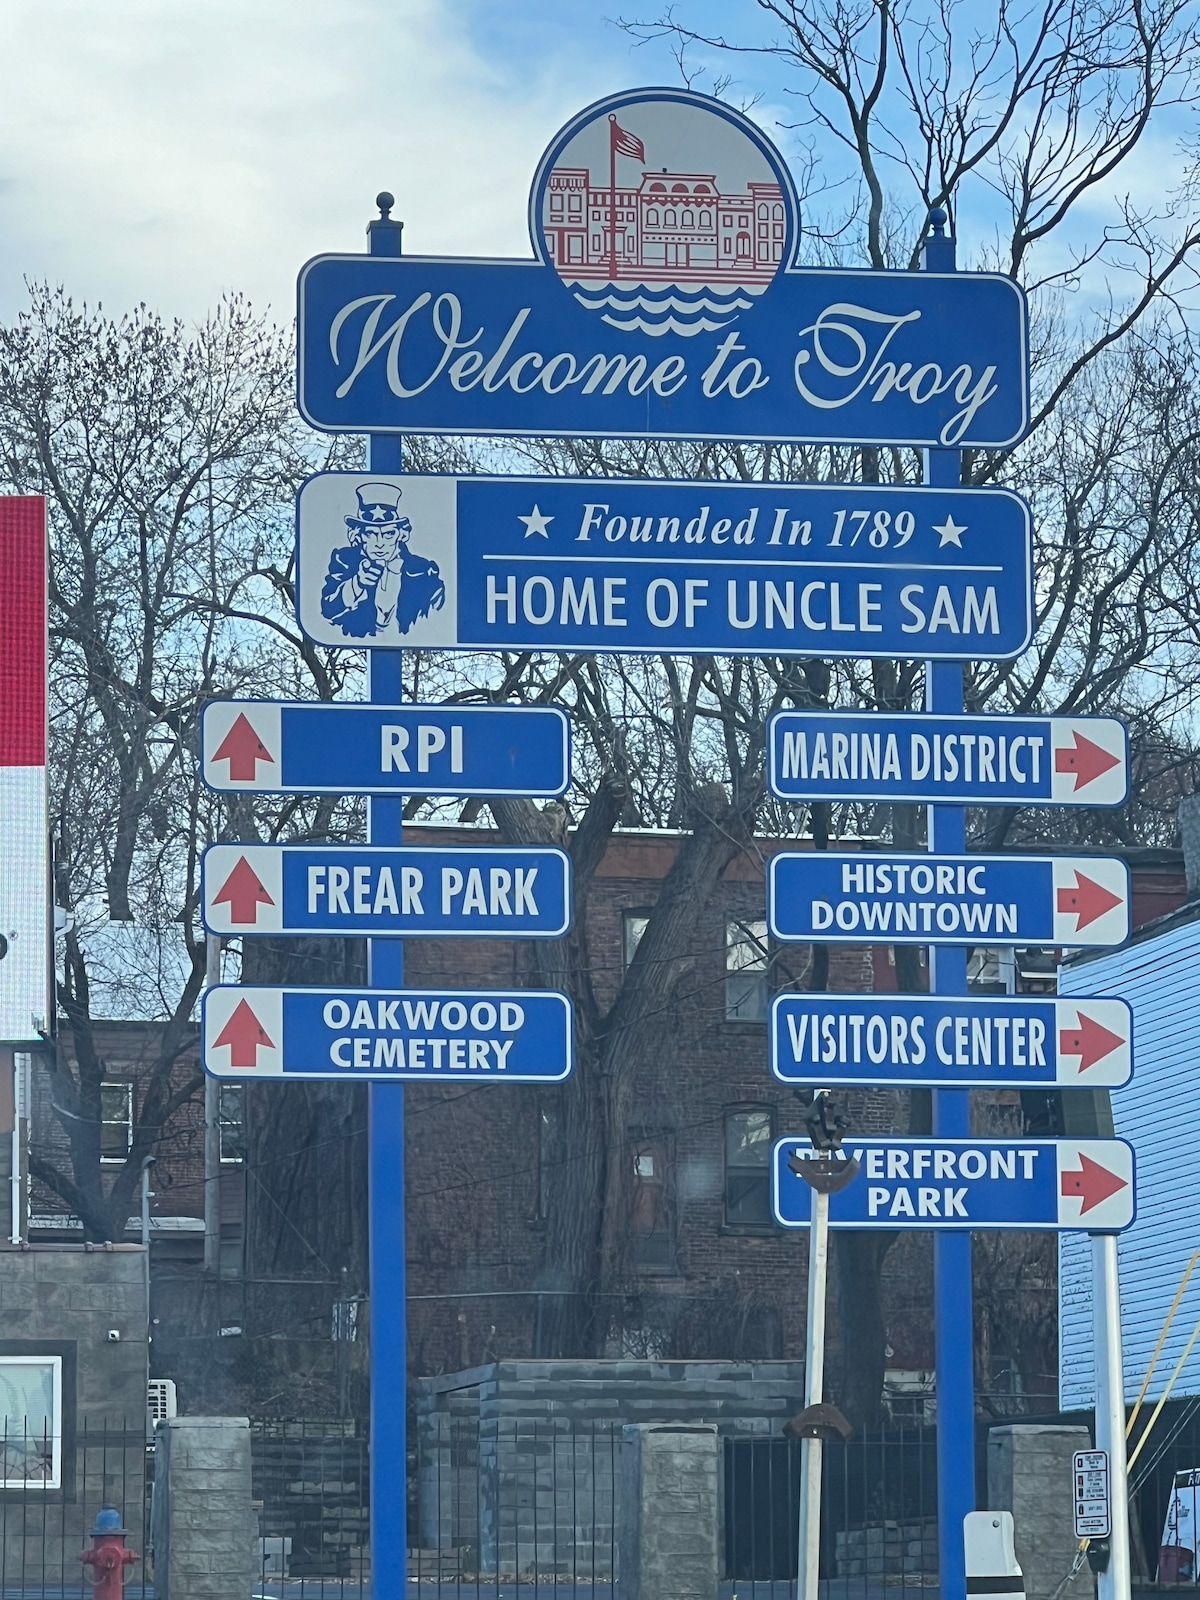 Welcome to Troy
Founded In 1789
HOME OF UNCLE SAM
RPI
FREAR PARK
OAKWOOD
CEMETERY
MARINA DISTRICT
HISTORIC
DOWNTOWN
VISITORS CENTER
RIVERFRONT
PARK